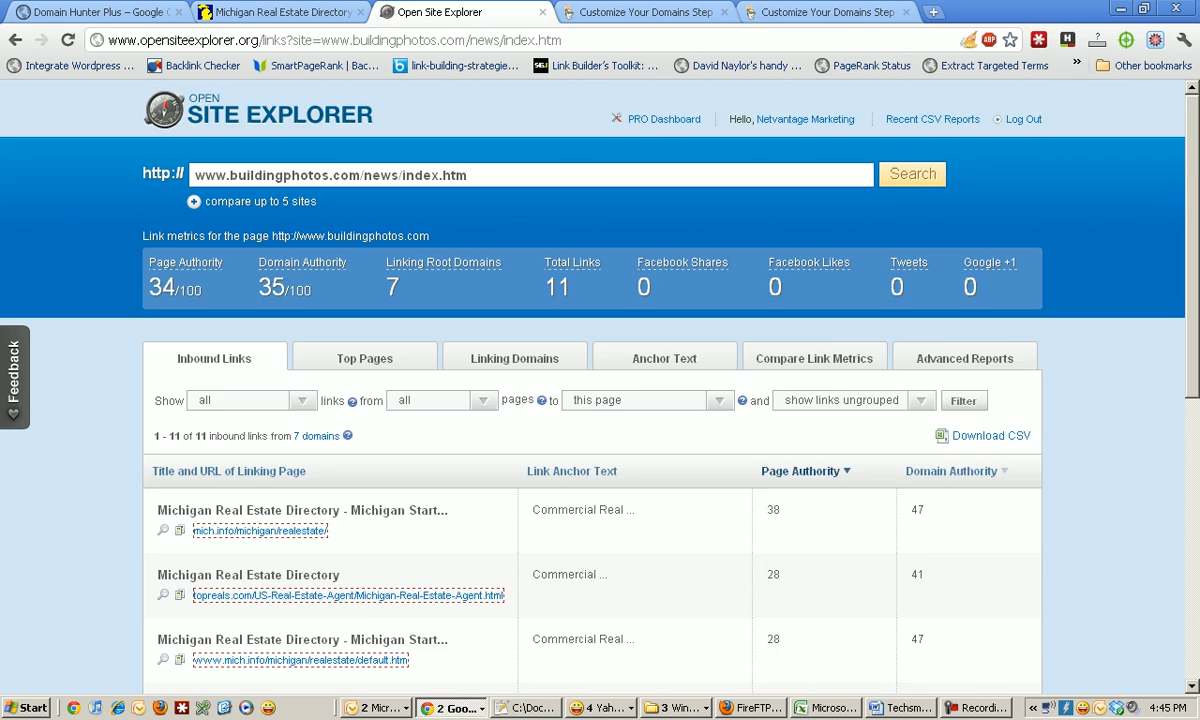 Domain Hunter Plus – Google C
Michigan Real Estate Directory
Open Site Explorer
Customize Your Domains Step
Customize Your Domains Step
www.opensiteexplorer.org/links?site=www.buildingphotos.com/news/index.htm
Integrate Wordpress ...
Backlink Checker
SmartPageRank | Bac...
link-building-strategie...
Link Builder's Toolkit: ...
David Naylor's handy ...
PageRank Status
Extract Targeted Terms
»
Other bookmarks
OPEN
SITE EXPLORER
PRO Dashboard
Hello, Netvantage Marketing
Recent CSV Reports
Log Out
http://
www.buildingphotos.com/news/index.htm
Search
compare up to 5 sites
Link metrics for the page http://www.buildingphotos.com
Page Authority
Domain Authority
Linking Root Domains
Total Links
Facebook Shares
Facebook Likes
Tweets
Google +1
34/100
35/100
7
11
0
0
0
0
Feedback
Inbound Links
Top Pages
Linking Domains
Anchor Text
Compare Link Metrics
Advanced Reports
Show all links from all pages to this page and show links ungrouped Filter
1 - 11 of 11 inbound links from 7 domains
Download CSV
Title and URL of Linking Page
Link Anchor Text
Page Authority
Domain Authority
Michigan Real Estate Directory - Michigan Start...
Commercial Real ...
38
47
mich.info/michigan/realestate/
Michigan Real Estate Directory
Commercial ...
28
41
topreals.com/US-Real-Estate-Agent/Michigan-Real-Estate-Agent.html
Michigan Real Estate Directory - Michigan Start...
Commercial Real ...
28
47
www.mich.info/michigan/realestate/default.htm
Start
2 Micr...
2 Goo...
C:\Doc...
4 Yah...
3 Win...
FireFTP...
Microso...
Techsm...
Recordi...
4:45 PM